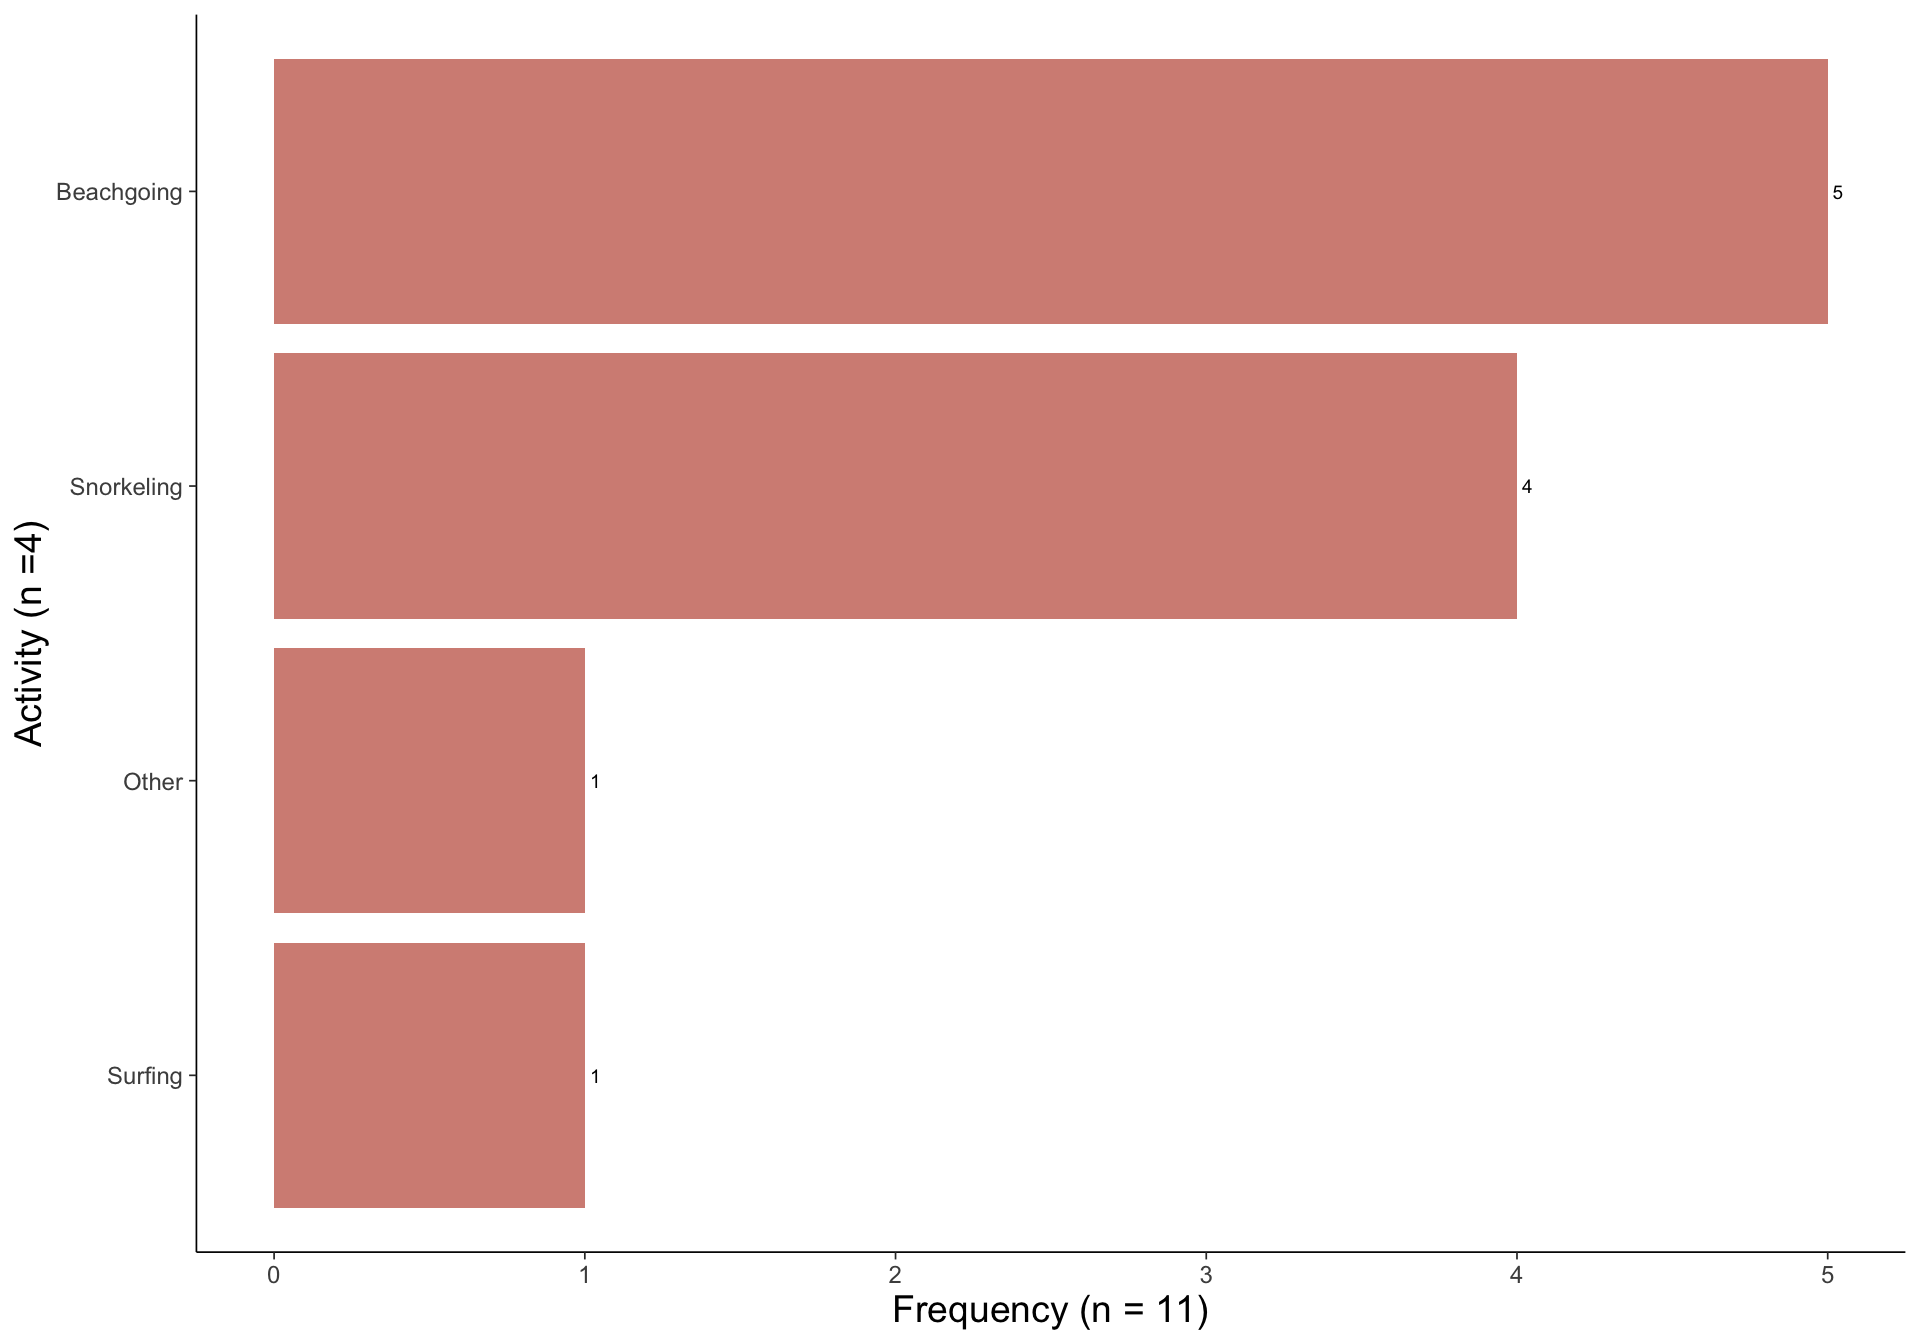 Activity (n =4)
Beachgoing
5
Snorkeling
4
Other
1
Surfing
1
0 1 2 3 4 5
Frequency (n = 11)